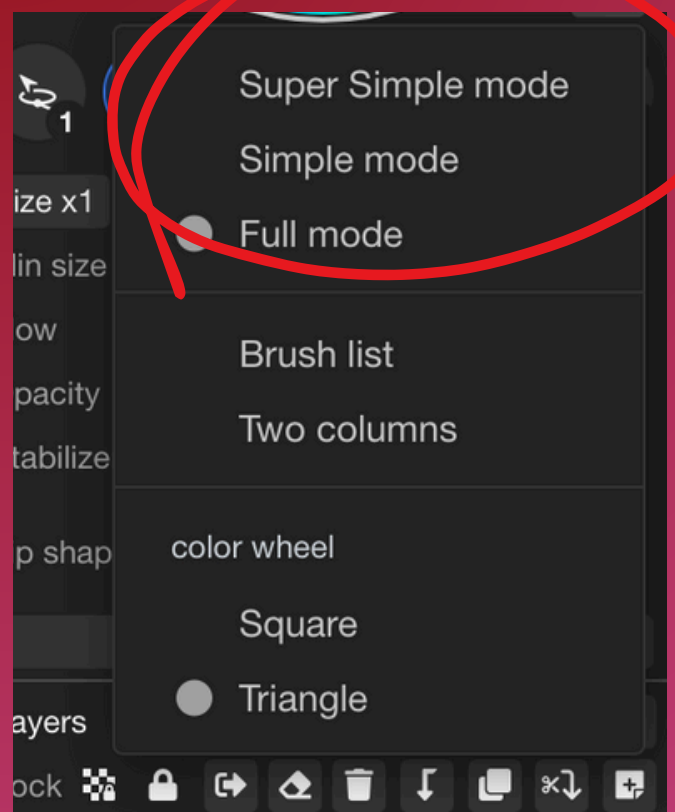 Super Simple mode
1
Simple mode
ize x1
Full mode
lin size
ow
Brush list
pacity
Two columns
tabilize
p shap
color wheel
Square
Triangle
ayers
ock